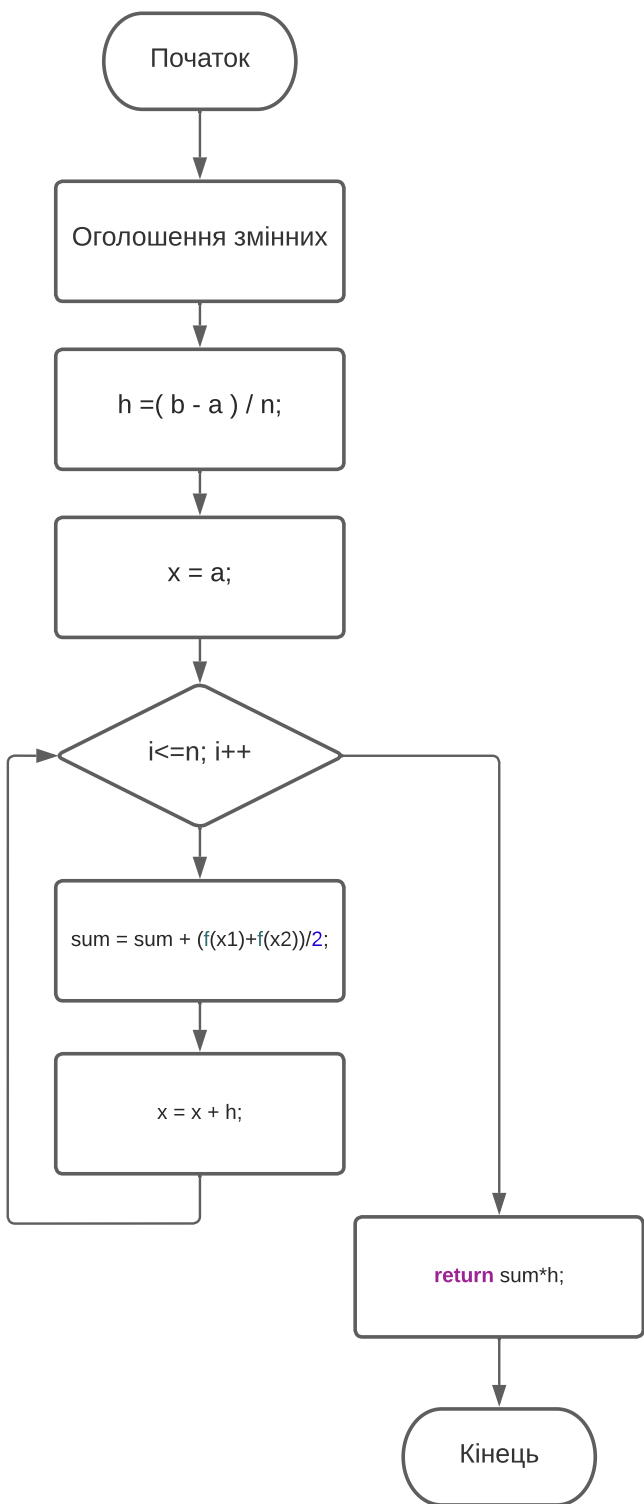 Початок
Оголошення змінних
h =( b - a ) / n;
x = a;
i<=n; i++
sum = sum + (f(x1)+f(x2))/2;
x = x + h;
return sum*h;
Кінець